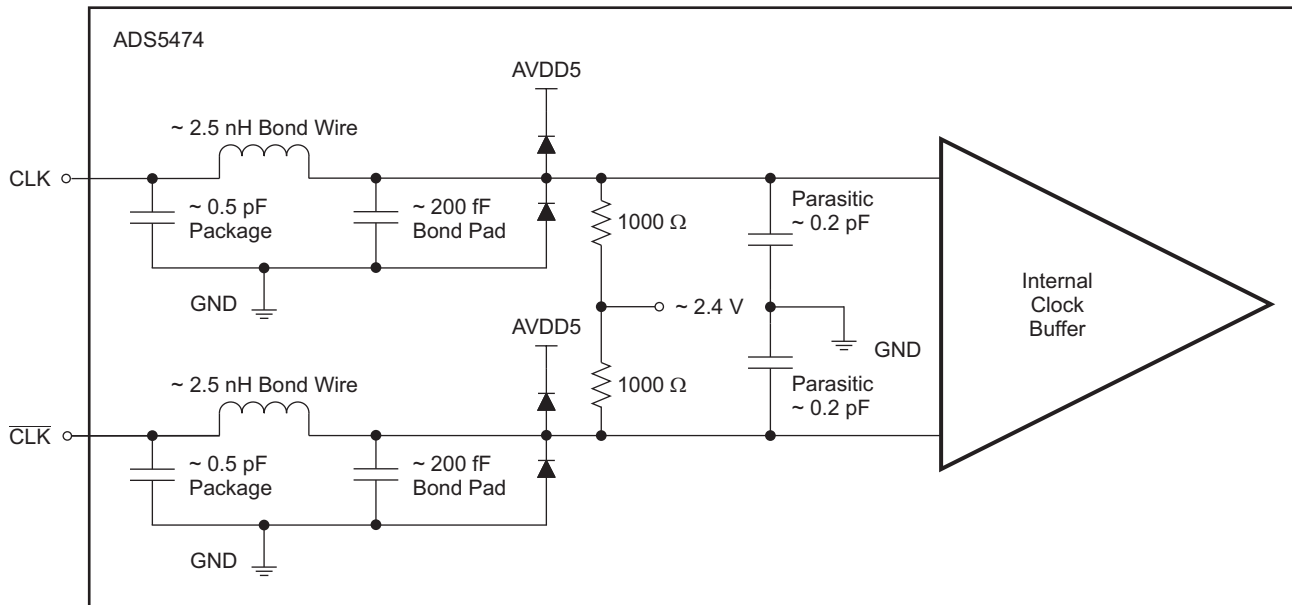 ADS5474
AVDD5
~ 2.5 nH Bond Wire
CLK
~ 0.5 pF
Package
~ 200 fF
Bond Pad
1000 Ω
Parasitic
~ 0.2 pF
GND
~ 2.4 V
Internal
Clock
Buffer
AVDD5
GND
~ 2.5 nH Bond Wire
1000 Ω
Parasitic
~ 0.2 pF
C̅L̅K̅
~ 0.5 pF
Package
~ 200 fF
Bond Pad
GND